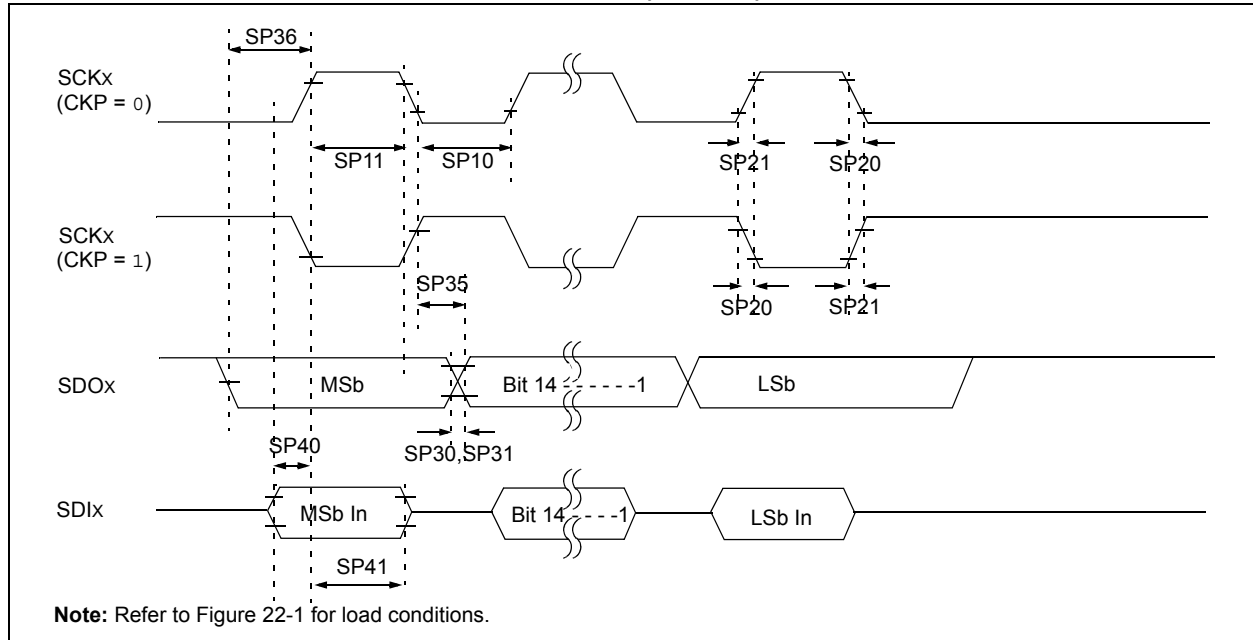 SP36
SCKx
(CKP = 0)
SP11
SP10
SP21
SP20
SCKx
(CKP = 1)
SP35
SP20
SP21
SDOx
MSb
Bit 14 - - - - - -1
LSb
SP40
SP30,SP31
SDIx
MSb In
Bit 14 - - - -1
LSb In
SP41
Note: Refer to Figure 22-1 for load conditions.